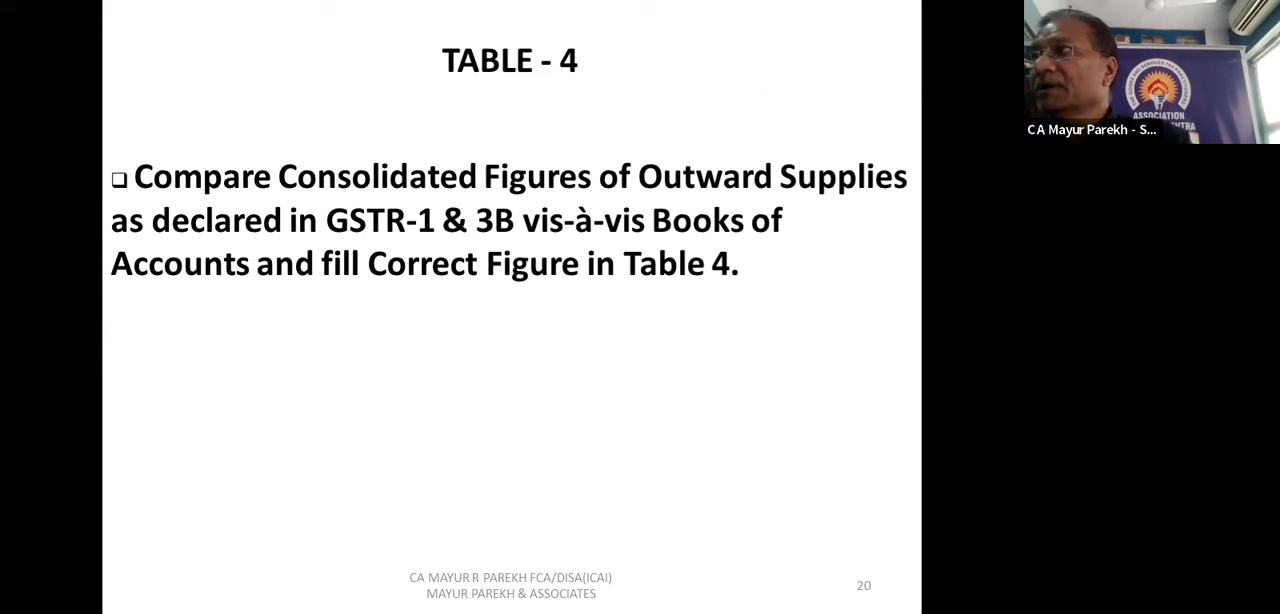 TABLE - 4
❑ Compare Consolidated Figures of Outward Supplies
as declared in GSTR-1 & 3B vis-à-vis Books of
Accounts and fill Correct Figure in Table 4.
CA MAYUR R PAREKH FCA/DISA(ICAI)
MAYUR PAREKH & ASSOCIATES
20
ASSOCIATION
CA Mayur Parekh - S...